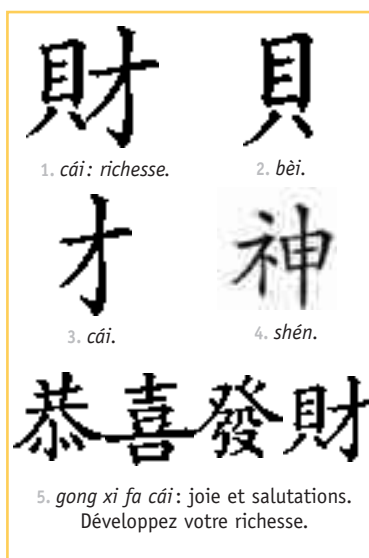 財 貝
1. cái : richesse. 2. bèi.
才 神
3. cái. 4. shén.
恭喜發財
5. gong xi fa cái : joie et salutations.
Développez votre richesse.